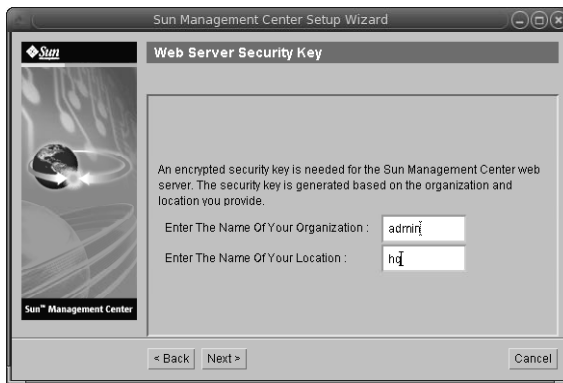 Sun Management Center Setup Wizard
Sun
Web Server Security Key
An encrypted security key is needed for the Sun Management Center web
server. The security key is generated based on the organization and
location you provide.
Enter The Name Of Your Organization :
admin
Enter The Name Of Your Location :
hq
Sun™ Management Center
< Back
Next >
Cancel